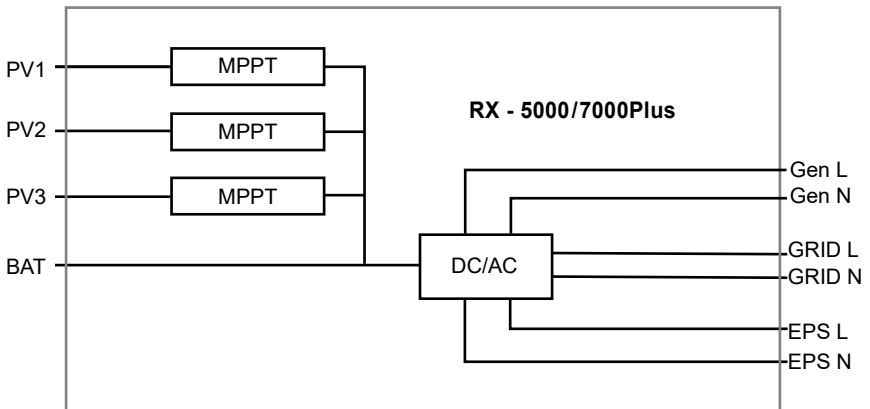 PV1
MPPT
PV2
MPPT
RX - 5000/7000Plus
PV3
MPPT
Gen L
Gen N
GRID L
BAT
DC/AC
GRID N
EPS L
EPS N